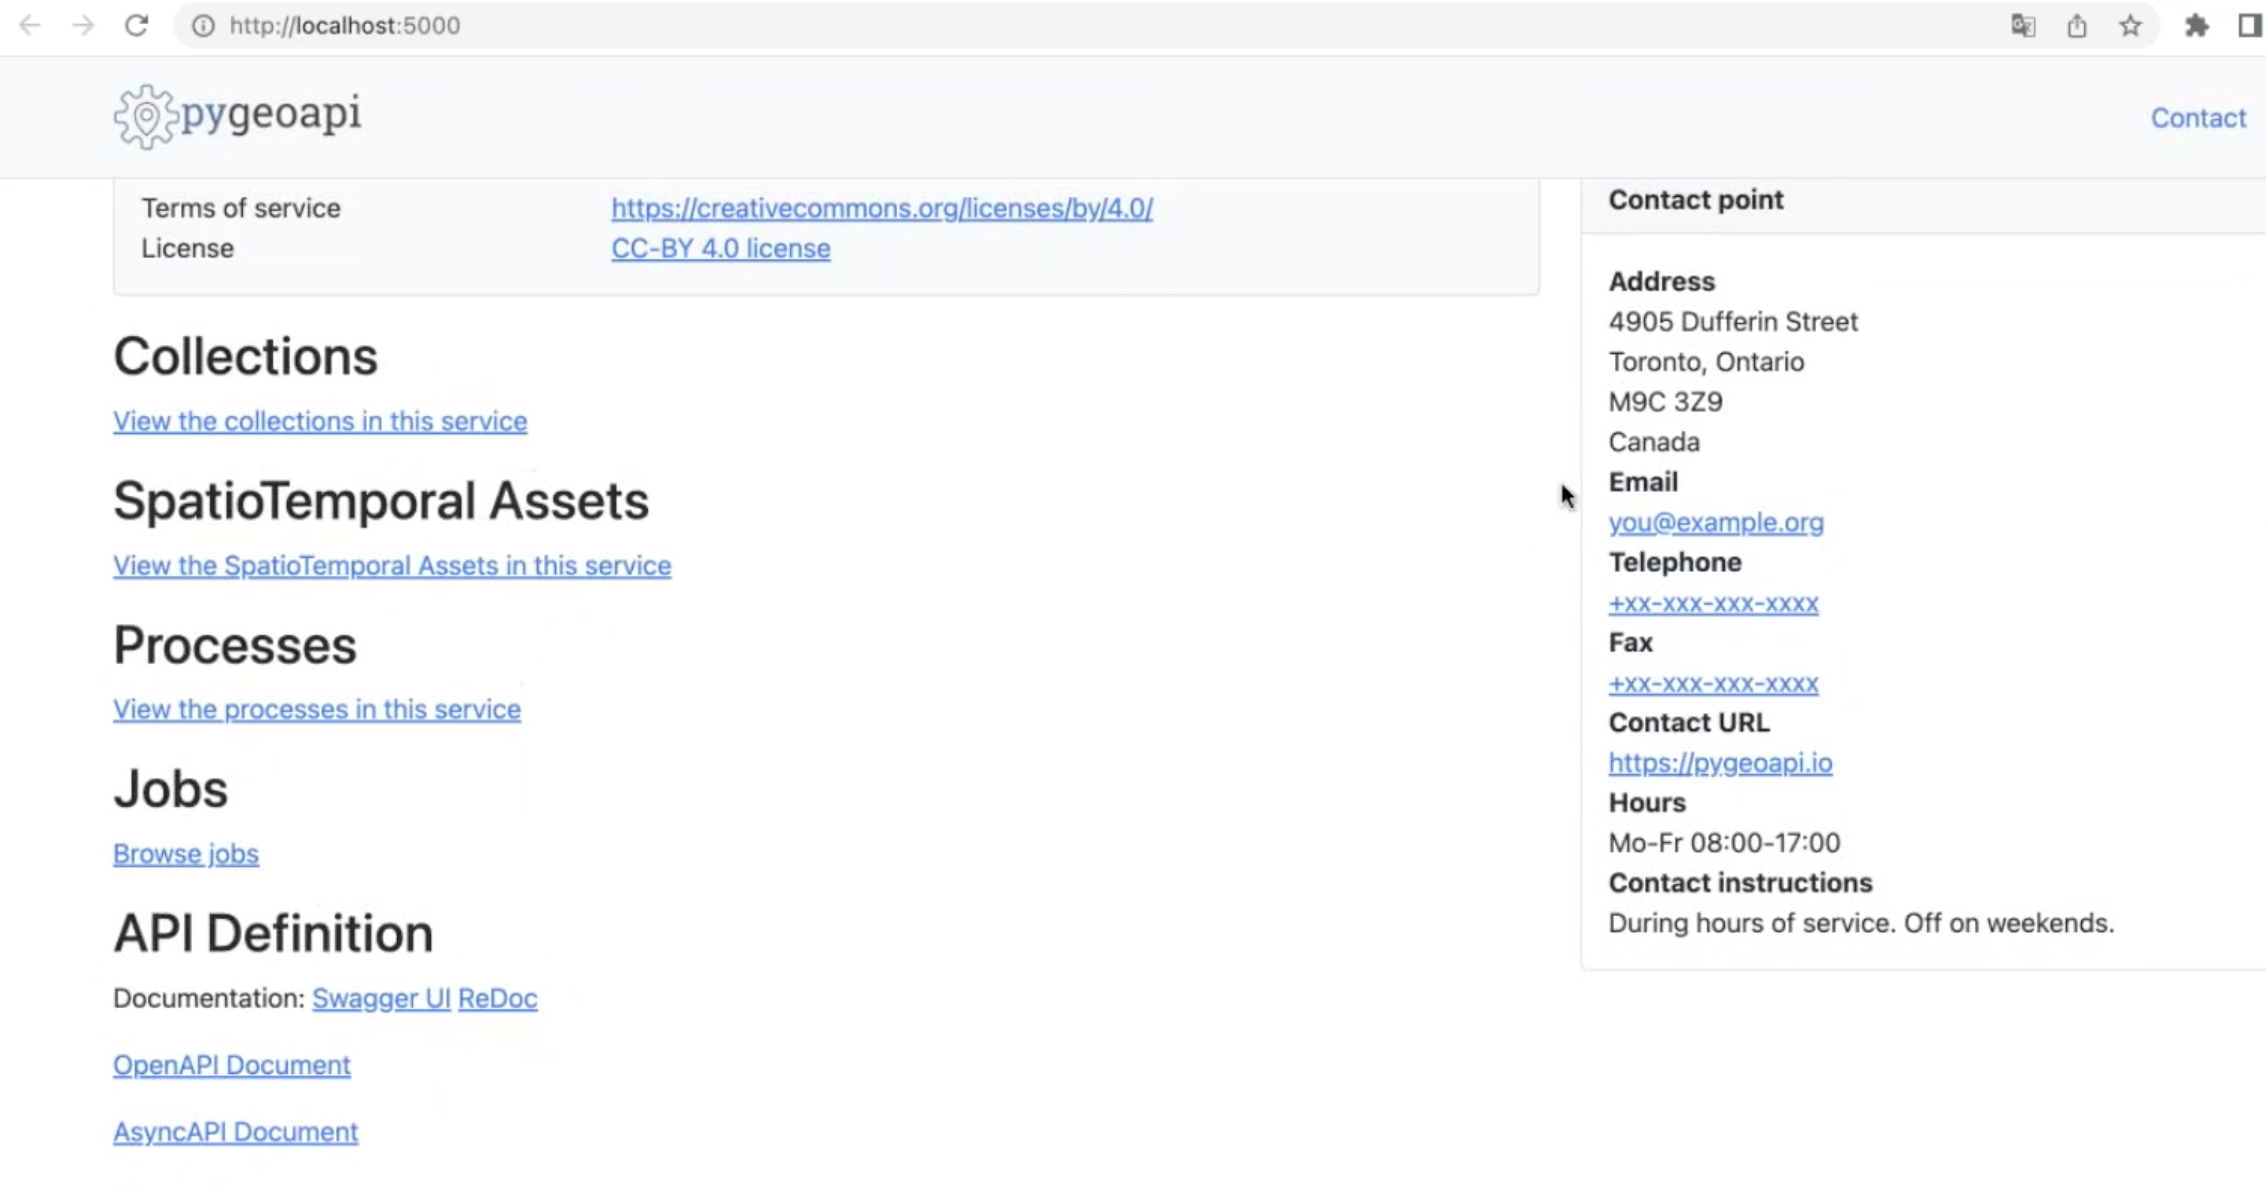 http://localhost:5000
pygeoapi
Contact
Terms of service https://creativecommons.org/licenses/by/4.0/
License CC-BY 4.0 license
Collections
View the collections in this service
SpatioTemporal Assets
View the SpatioTemporal Assets in this service
Processes
View the processes in this service
Jobs
Browse jobs
API Definition
Documentation: Swagger UI ReDoc
OpenAPI Document
AsyncAPI Document
Contact point
Address
4905 Dufferin Street
Toronto, Ontario
M9C 3Z9
Canada
Email
you@example.org
Telephone
+xx-xxx-xxx-xxxx
Fax
+xx-xxx-xxx-xxxx
Contact URL
https://pygeoapi.io
Hours
Mo-Fr 08:00-17:00
Contact instructions
During hours of service. Off on weekends.